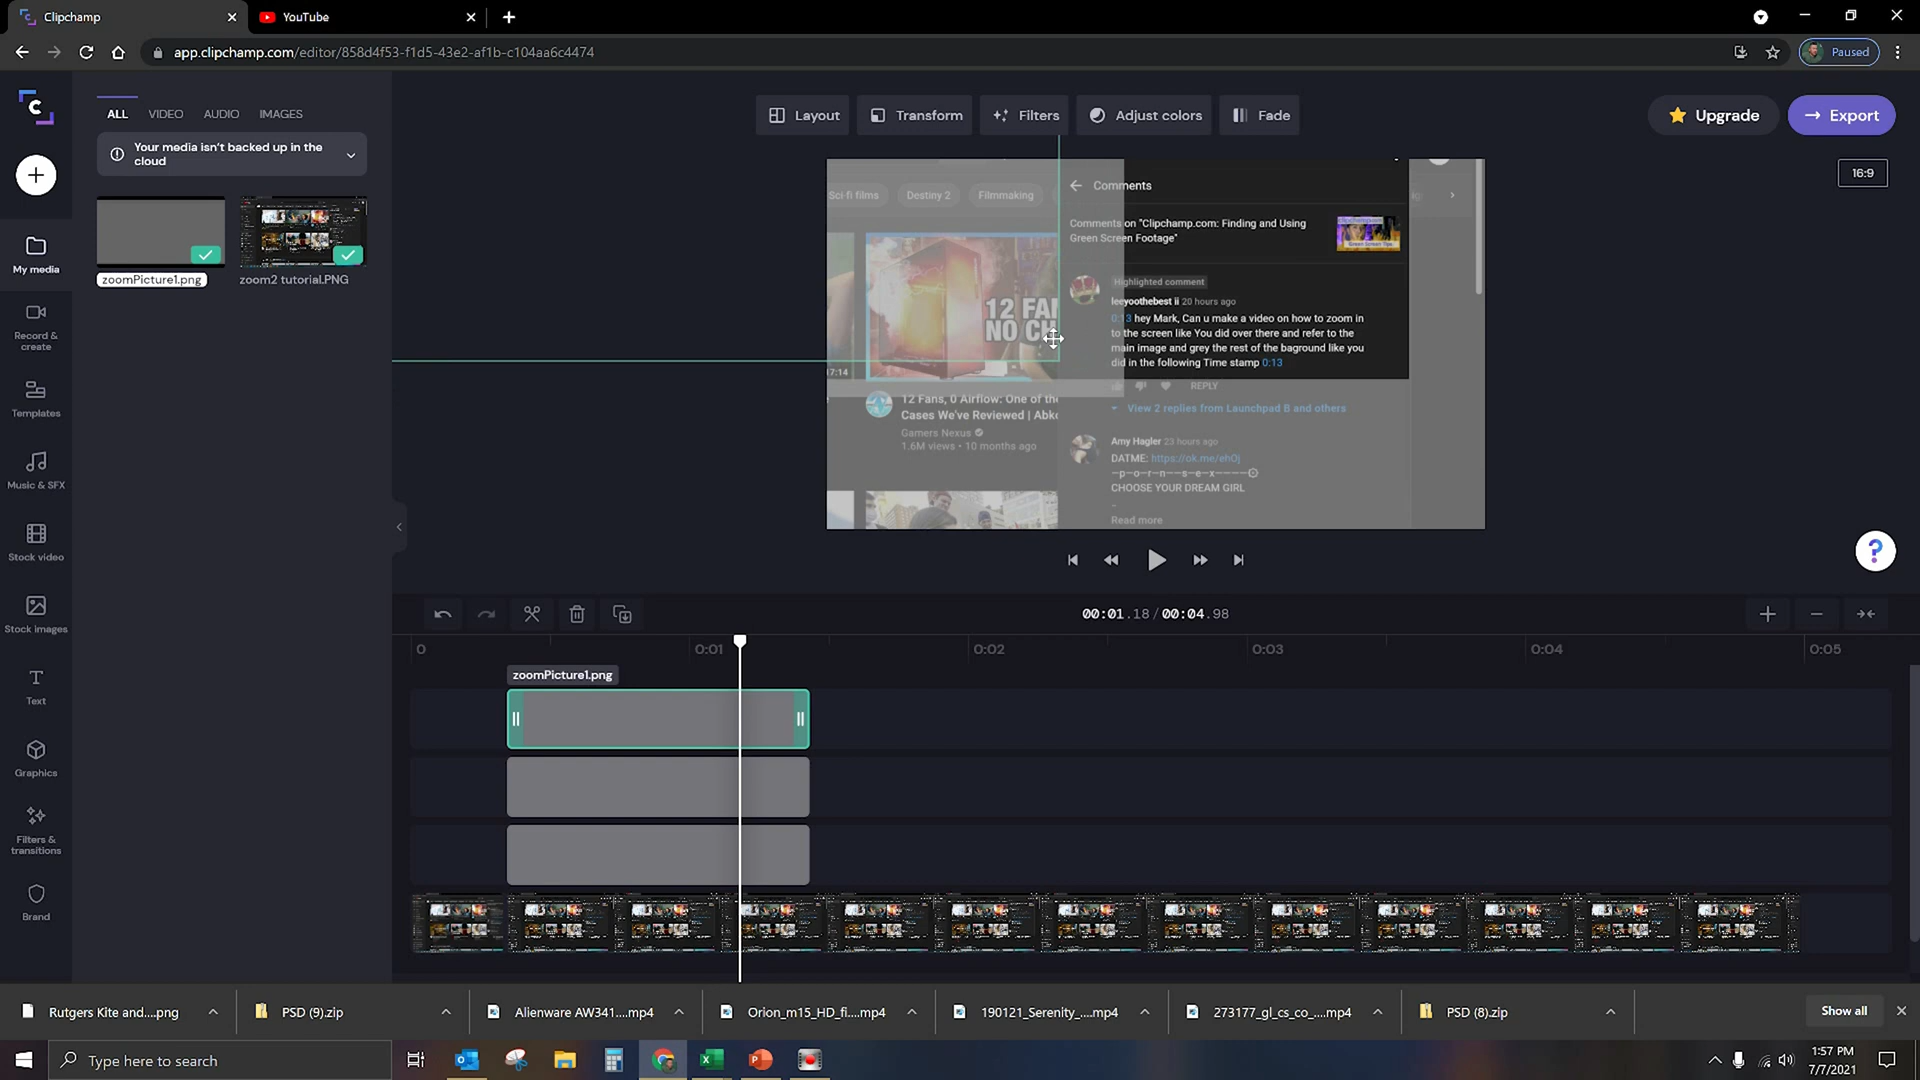 Clipchamp
YouTube
app.clipchamp.com/editor/858d4f53-f1d5-43e2-af1b-c104aa6c4474
Paused
ALL VIDEO AUDIO IMAGES
Your media isn't backed up in the
cloud
zoomPicture1.png
zoom2 tutorial.PNG
My media
Record &
create
Templates
Music & SFX
Stock video
Stock images
Text
Graphics
Filters &
transitions
Brand
Layout
Transform
Filters
Adjust colors
Fade
Upgrade
Export
16:9
Sci-fi films
Destiny 2
Filmmaking
12 FAN
NO CH
17:14
12 Fans, 0 Airflow: One of the
Cases We've Reviewed | Abko
Gamers Nexus
1.6M views • 10 months ago
Comments
Comments on "Clipchamp.com: Finding and Using
Green Screen Footage"
Highlighted comment
leeyoothebest ii 20 hours ago
0:13 hey Mark, Can u make a video on how to zoom in
to the screen like You did over there and refer to the
main image and grey the rest of the baground like you
did in the following Time stamp 0:13
REPLY
View 2 replies from Launchpad B and others
Amy Hagler 23 hours ago
DATME: https://ok.me/eh0j
—p—o—r—n—–s—e—x———–
CHOOSE YOUR DREAM GIRL
-
Read more
?
00:01.18 / 00:04.98
0 0:01 0:02 0:03 0:04 0:05
zoomPicture1.png
Rutgers Kite and....png
PSD (9).zip
Alienware AW341....mp4
Orion_m15_HD_fi....mp4
190121_Serenity_....mp4
273177_gl_cs_co_....mp4
PSD (8).zip
Show all
Type here to search
1:57 PM
7/7/2021